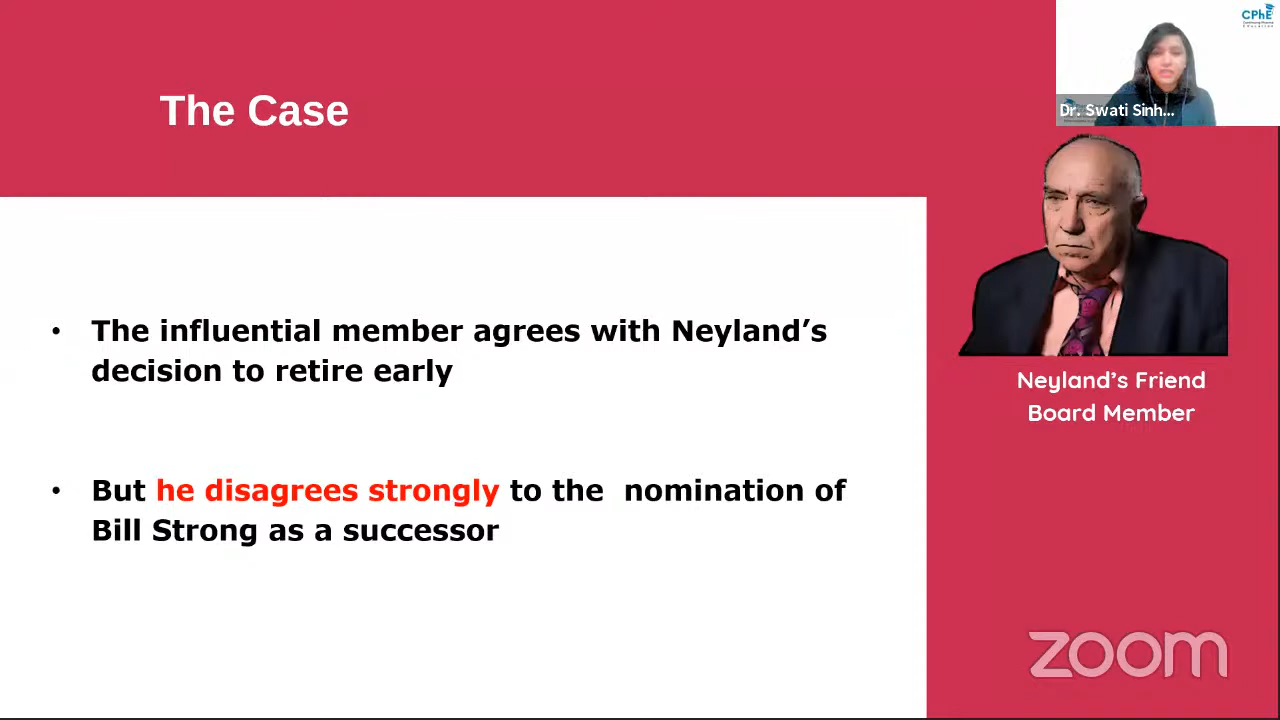 The Case
CPhE
Dr. Swati Sinh...
• The influential member agrees with Neyland’s
decision to retire early
• But he disagrees strongly to the nomination of
Bill Strong as a successor
Neyland’s Friend
Board Member
zoom